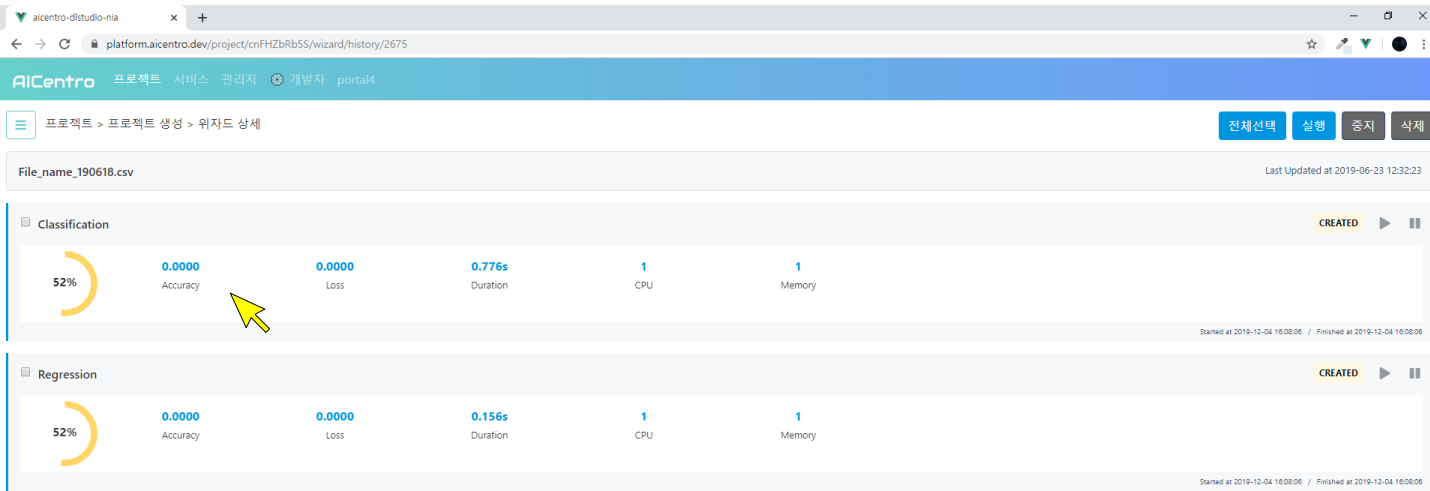 aicentro-dlstudio-nia
platform.aicentro.dev/project/cnFHZbRb5S/wizard/history/2675
AICentro 프로젝트 서비스 관리자 개발자 portal4
프로젝트 > 프로젝트 생성 > 위자드 상세 전체선택 실행 중지 삭제
File_name_190618.csv Last Updated at 2019-06-23 12:32:23
Classification CREATED
52% 0.0000 0.0000 0.776s 1 1
Accuracy Loss Duration CPU Memory
Started at 2019-12-04 16:08:06 / Finished at 2019-12-04 16:08:06
Regression CREATED
52% 0.0000 0.0000 0.156s 1 1
Accuracy Loss Duration CPU Memory
Started at 2019-12-04 16:08:06 / Finished at 2019-12-04 16:08:06